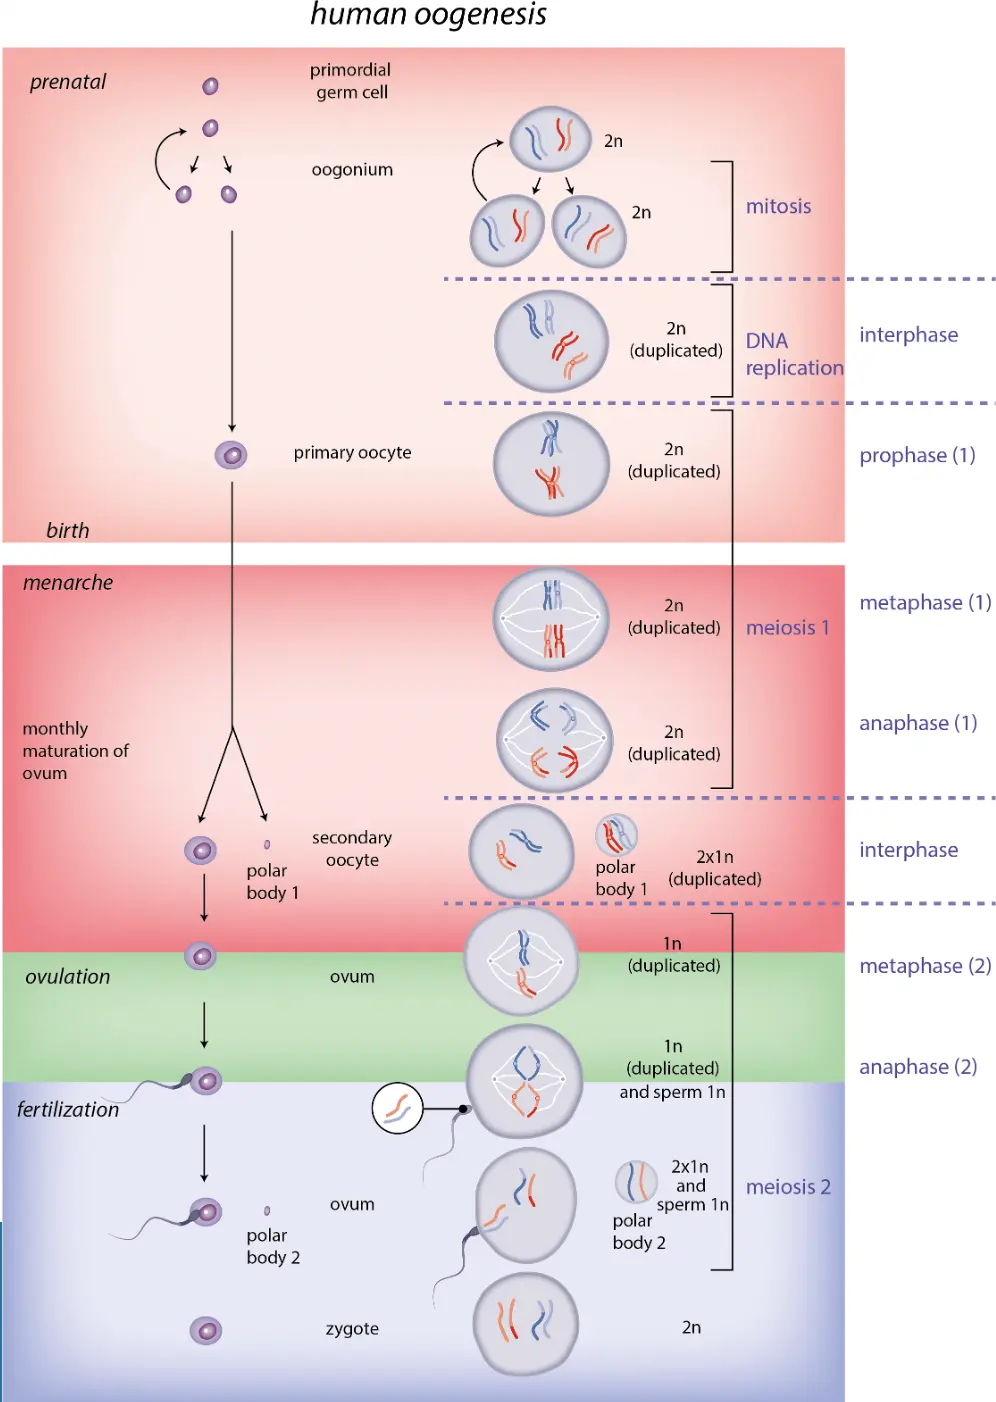 human oogenesis
prenatal
primordial
germ cell
2n
oogonium
2n
mitosis
2n
(duplicated)
DNA
replication
interphase
primary oocyte
2n
(duplicated)
prophase (1)
birth
menarche
2n
(duplicated)
meiosis 1
metaphase (1)
monthly
maturation of
ovum
2n
(duplicated)
anaphase (1)
polar
body 1
secondary
oocyte
polar
body 1
2x1n
(duplicated)
interphase
ovulation
ovum
1n
(duplicated)
metaphase (2)
1n
(duplicated)
and sperm 1n
anaphase (2)
fertilization
polar
body 2
ovum
2x1n
and
sperm 1n
polar
body 2
meiosis 2
zygote
2n